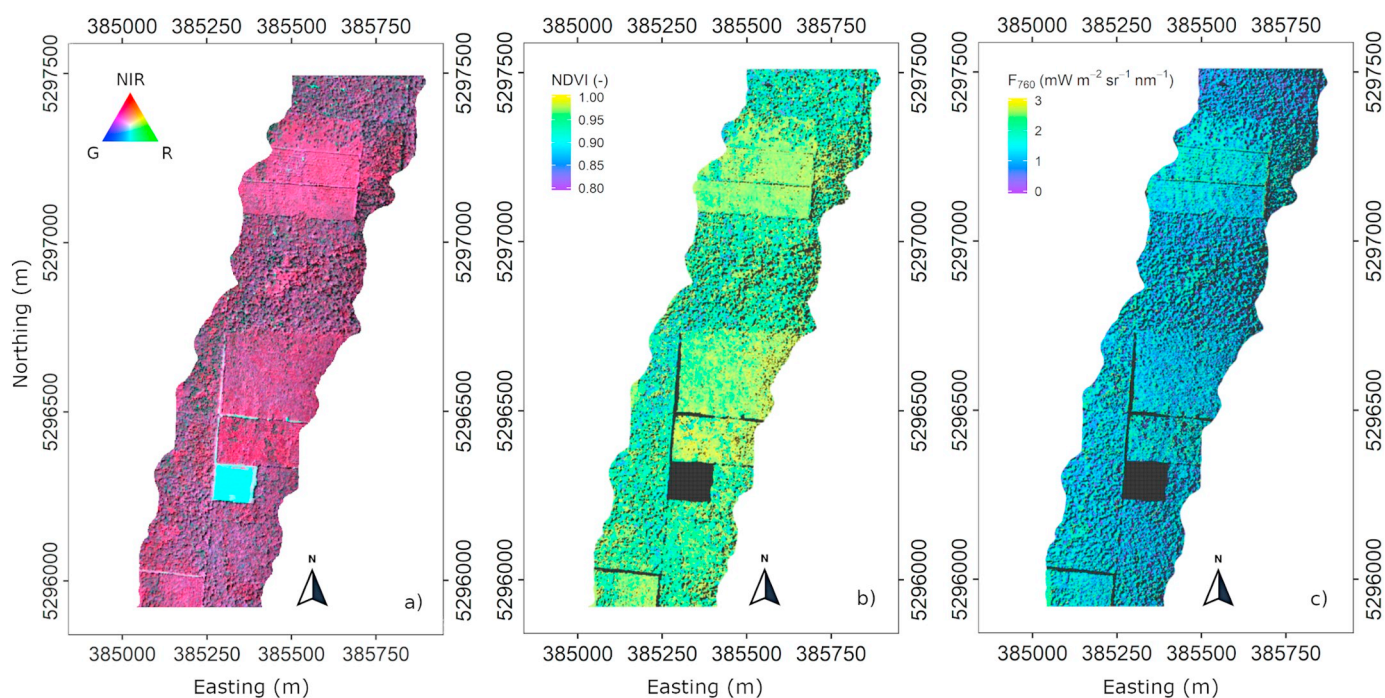 385000 385250 385500 385750
385000 385250 385500 385750
385000 385250 385500 385750
5297500
5297000
5296500
5296000
Northing (m)
NIR
G R
N
a)
5297500
5297000
5296500
5296000
385000 385250 385500 385750
Easting (m)
NDVI (-)
1.00
0.95
0.90
0.85
0.80
N
b)
5297500
5297000
5296500
5296000
385000 385250 385500 385750
Easting (m)
F760 (mW m−2 sr−1 nm−1)
3
2
1
0
N
c)
5297500
5297000
5296500
5296000
385000 385250 385500 385750
Easting (m)